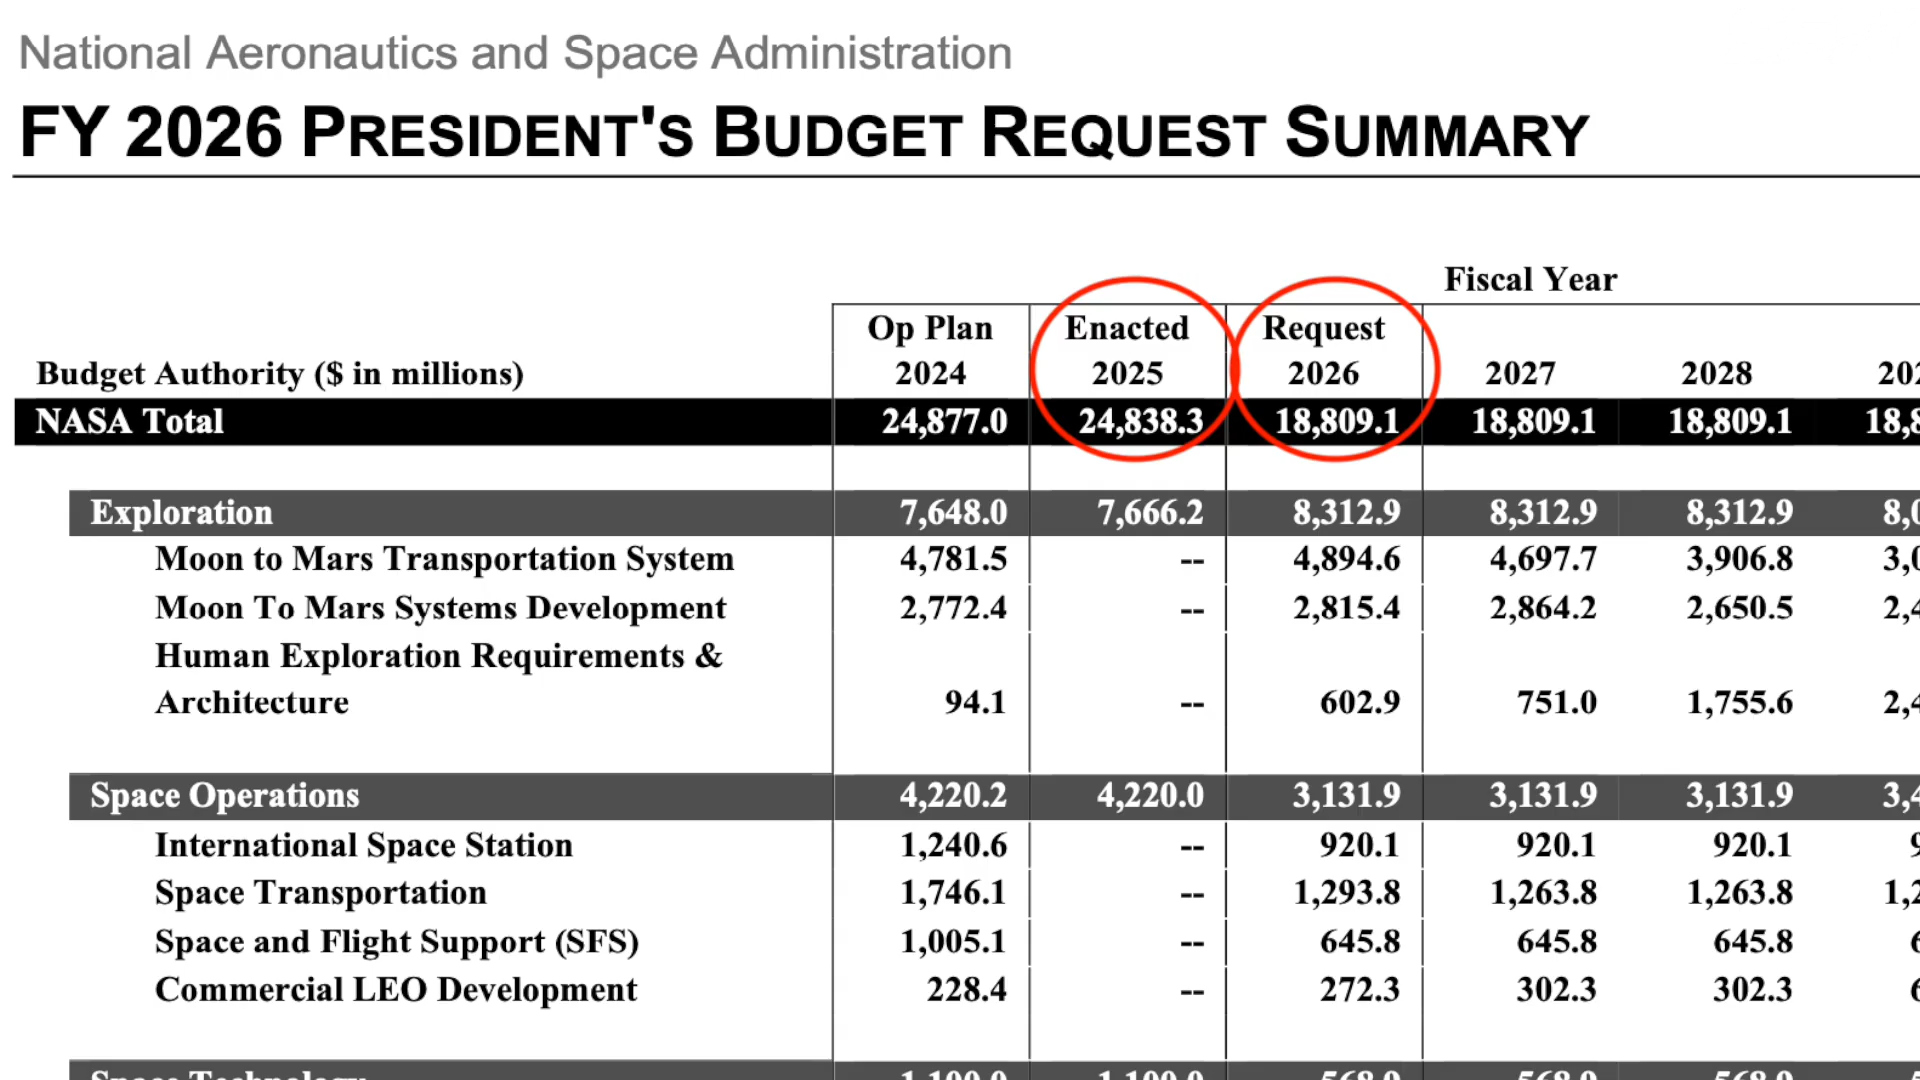 National Aeronautics and Space Administration
FY 2026 PRESIDENT'S BUDGET REQUEST SUMMARY
Fiscal Year
Op Plan Enacted Request
Budget Authority ($ in millions) 2024 2025 2026 2027 2028
NASA Total 24,877.0 24,838.3 18,809.1 18,809.1 18,809.1
Exploration 7,648.0 7,666.2 8,312.9 8,312.9 8,312.9
Moon to Mars Transportation System 4,781.5 -- 4,894.6 4,697.7 3,906.8
Moon To Mars Systems Development 2,772.4 -- 2,815.4 2,864.2 2,650.5
Human Exploration Requirements &
Architecture 94.1 -- 602.9 751.0 1,755.6
Space Operations 4,220.2 4,220.0 3,131.9 3,131.9 3,131.9
International Space Station 1,240.6 -- 920.1 920.1 920.1
Space Transportation 1,746.1 -- 1,293.8 1,263.8 1,263.8
Space and Flight Support (SFS) 1,005.1 -- 645.8 645.8 645.8
Commercial LEO Development 228.4 -- 272.3 302.3 302.3
Space Technology